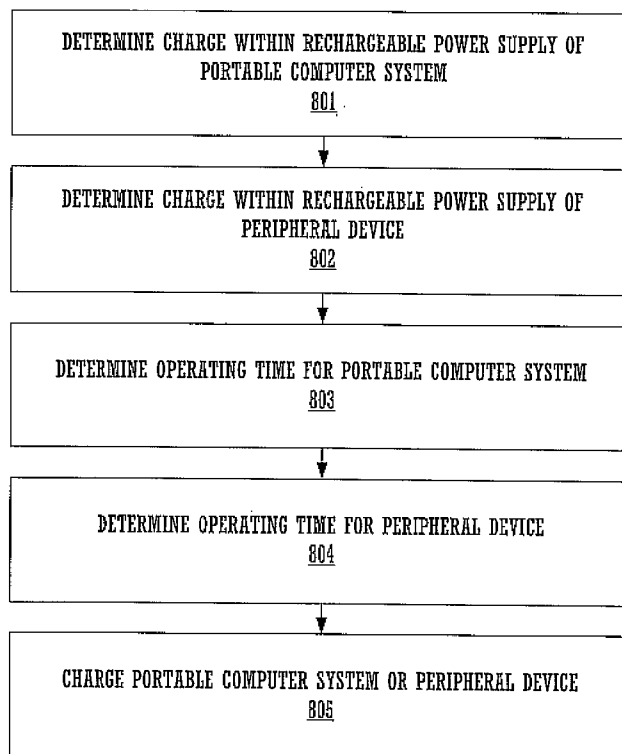 DETERMINE CHARGE WITHIN RECHARGEABLE POWER SUPPLY OF
PORTABLE COMPUTER SYSTEM
801
DETERMINE CHARGE WITHIN RECHARGEABLE POWER SUPPLY OF
PERIPHERAL DEVICE
802
DETERMINE OPERATING TIME FOR PORTABLE COMPUTER SYSTEM
803
DETERMINE OPERATING TIME FOR PERIPHERAL DEVICE
804
CHARGE PORTABLE COMPUTER SYSTEM OR PERIPHERAL DEVICE
805